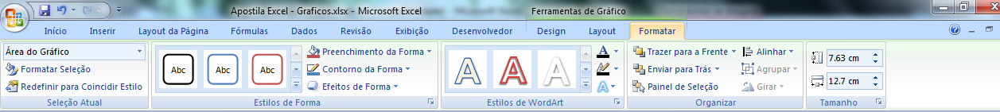 Apostila Excel - Graficos.xlsx - Microsoft Excel
Ferramentas de Gráfico
Início Inserir Layout da Página Fórmulas Dados Revisão Exibição Desenvolvedor Design Layout Formatar
Área do Gráfico
Formatar Seleção
Redefinir para Coincidir Estilo
Seleção Atual
Abc Abc Abc
Preenchimento da Forma
Contorno da Forma
Efeitos de Forma
Estilos de Forma
A A A
A
A
Estilos de WordArt
Trazer para a Frente
Enviar para Trás
Painel de Seleção
Alinhar
Agrupar
Girar
Organizar
7.63 cm
12.7 cm
Tamanho